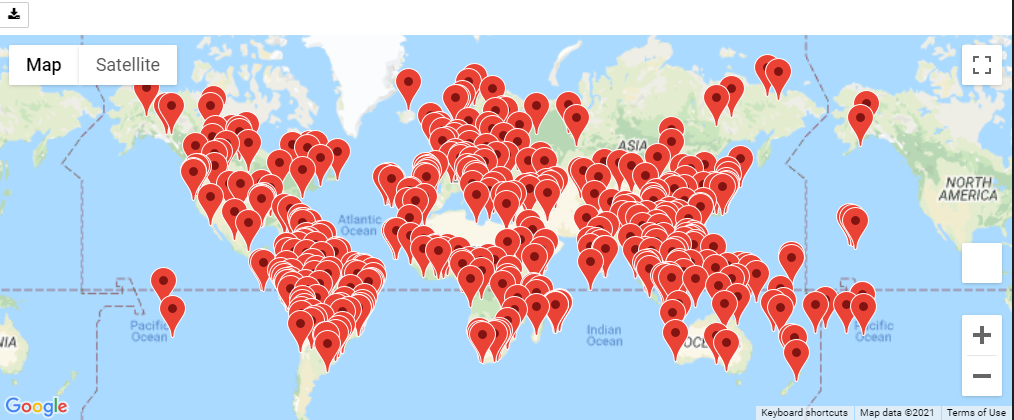 Map
Satellite
ASIA
NORTH
AMERICA
Atlantic
Ocean
Pacific
Ocean
Indian
Ocean
Pacific
Ocean
Google
Keyboard shortcuts
Map data ©2021
Terms of Use